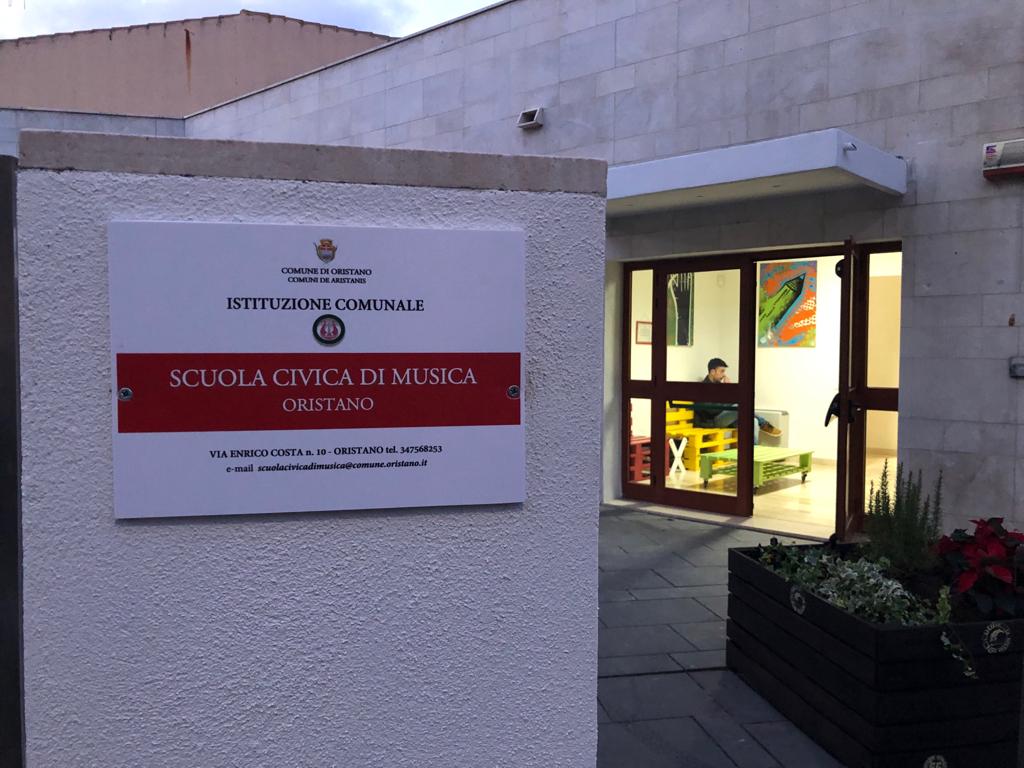 COMUNE DI ORISTANO
COMUNI DE ARISTANIS
ISTITUZIONE COMUNALE
SCUOLA CIVICA DI MUSICA
ORISTANO
VIA ENRICO COSTA n. 10 - ORISTANO tel. 347568253
e-mail scuolacivicadimusica@comune.oristano.it